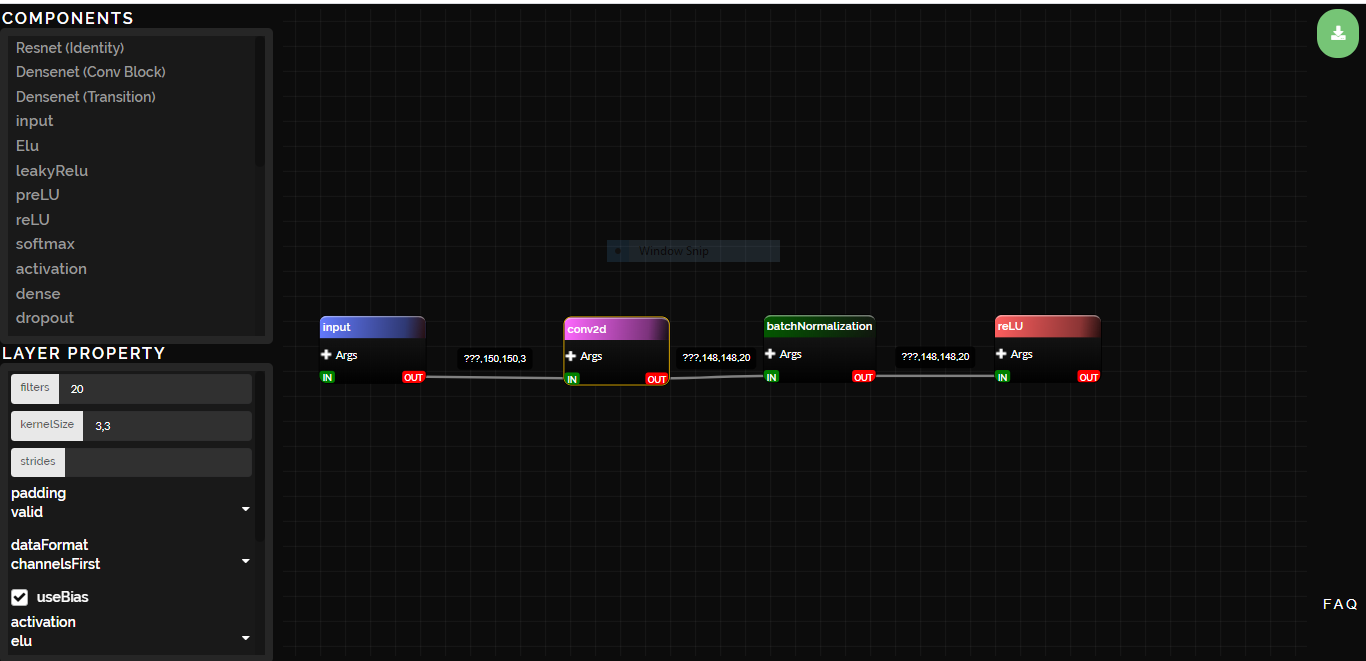 COMPONENTS
Resnet (Identity)
Densenet (Conv Block)
Densenet (Transition)
input
Elu
leakyRelu
preLU
reLU
softmax
activation
dense
dropout
LAYER PROPERTY
filters 20
kernelSize 3,3
strides
padding
valid
dataFormat
channelsFirst
useBias
activation
elu
Window Snip
input
Args
IN OUT
???,150,150,3
conv2d
Args
IN OUT
???,148,148,20
batchNormalization
Args
IN OUT
???,148,148,20
reLU
Args
IN OUT
FAQ